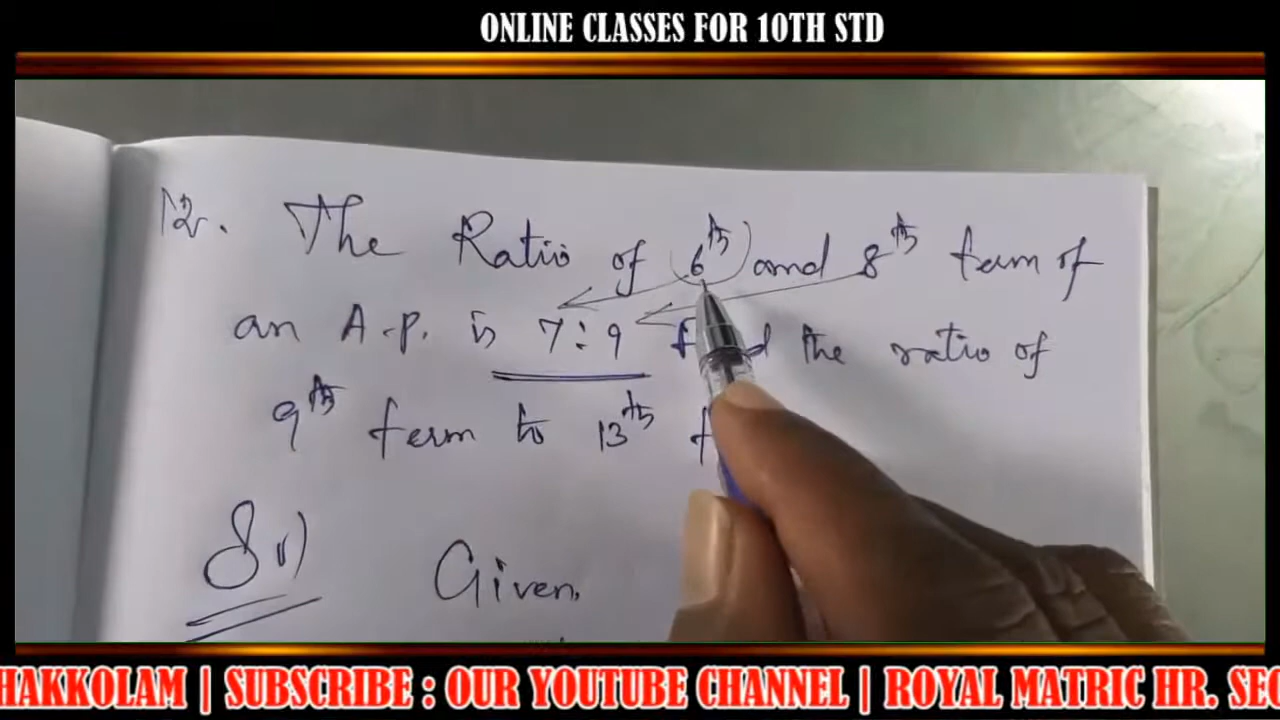 ONLINE CLASSES FOR 10TH STD
12. The Ratio of 6th and 8th term of
an A.P. is 7:9 the ratio of
9th term to 13th
Sol) Given,
HAKKOLAM | SUBSCRIBE : OUR YOUTUBE CHANNEL | ROYAL MATRIC HR. SEC